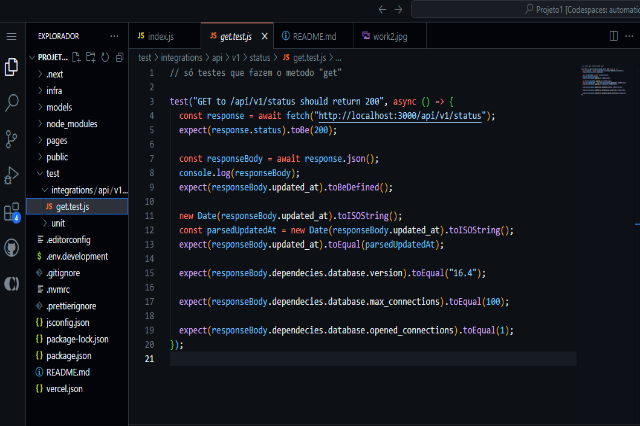 Projeto1 [Codespaces: automatic
EXPLORADOR
PROJET...
.next
infra
models
node_modules
pages
public
test
integrations/api/v1...
get.test.js
unit
.editorconfig
.env.development
.gitignore
.nvmrc
.prettierignore
jsconfig.json
package-lock.json
package.json
README.md
vercel.json
4
index.js
get.test.js
README.md
work2.jpg
test > integrations > api > v1 > status > JS get.test.js > ...
1 // só testes que fazem o metodo "get"
2
3 test("GET to /api/v1/status should return 200", async () => {
4 const response = await fetch("http://localhost:3000/api/v1/status");
5 expect(response.status).toBe(200);
6
7 const responseBody = await response.json();
8 console.log(responseBody);
9 expect(responseBody.updated_at).toBeDefined();
10
11 new Date(responseBody.updated_at).toISOString();
12 const parsedUpdatedAt = new Date(responseBody.updated_at).toISOString();
13 expect(responseBody.updated_at).toEqual(parsedUpdatedAt);
14
15 expect(responseBody.dependecies.database.version).toEqual("16.4");
16
17 expect(responseBody.dependecies.database.max_connections).toEqual(100);
18
19 expect(responseBody.dependecies.database.opened_connections).toEqual(1);
20 });
21